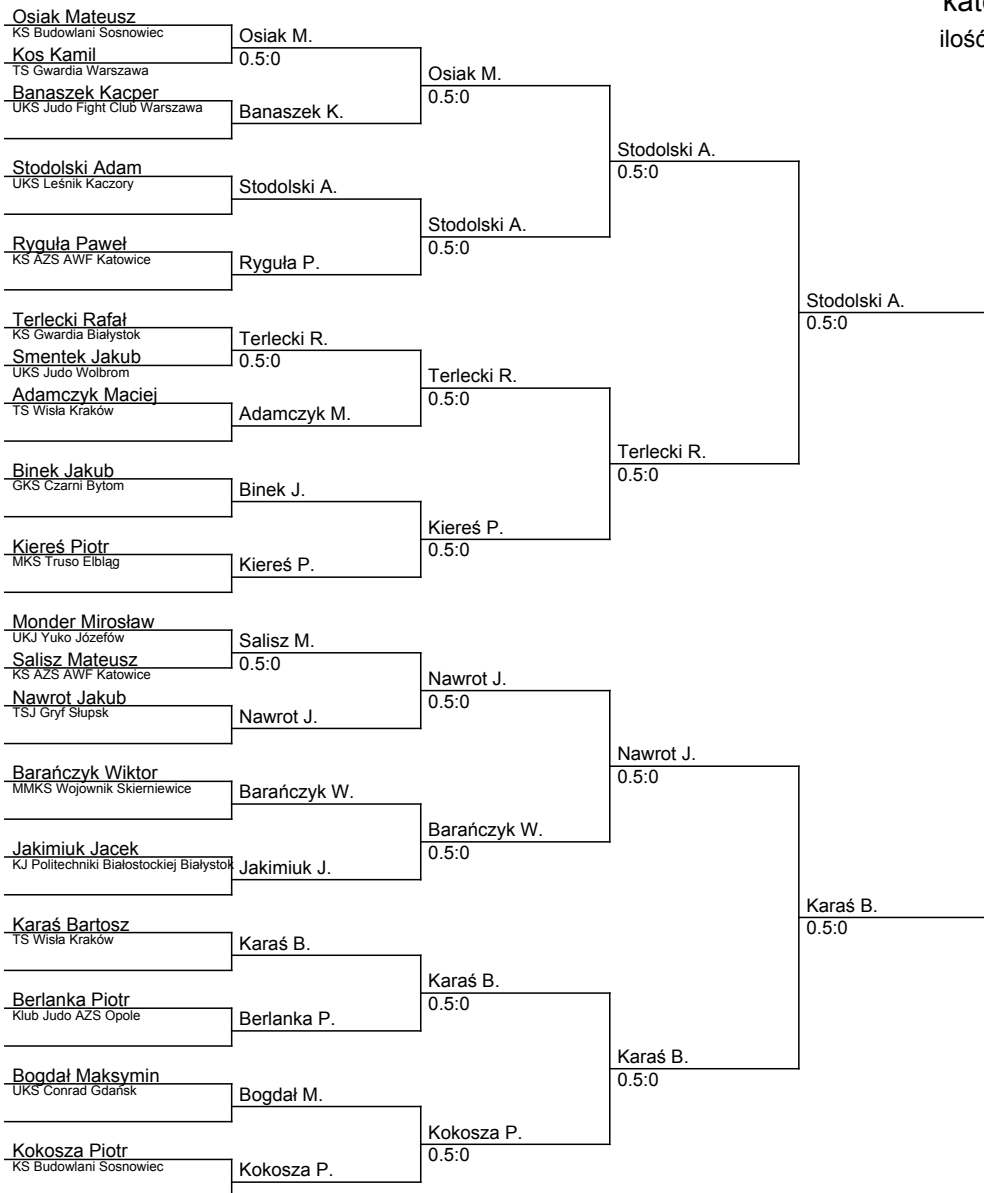 Osiak Mateusz
KS Budowlani Sosnowiec
Kos Kamil
TS Gwardia Warszawa
Banaszek Kacper
UKS Judo Fight Club Warszawa
Stodolski Adam
UKS Leśnik Kaczory
Ryguła Paweł
KS AZS AWF Katowice
Terlecki Rafał
KS Gwardia Białystok
Smentek Jakub
UKS Judo Wolbrom
Adamczyk Maciej
TS Wisła Kraków
Binek Jakub
GKS Czarni Bytom
Kiereś Piotr
MKS Truso Elbląg
Monder Mirosław
UKJ Yuko Józefów
Salisz Mateusz
KS AZS AWF Katowice
Nawrot Jakub
TSJ Gryf Słupsk
Barańczyk Wiktor
MMKS Wojownik Skierniewice
Jakimiuk Jacek
KJ Politechniki Białostockiej Białystok
Karaś Bartosz
TS Wisła Kraków
Berlanka Piotr
Klub Judo AZS Opole
Bogdał Maksymin
UKS Conrad Gdańsk
Kokosza Piotr
KS Budowlani Sosnowiec
Osiak M.
0.5:0
Banaszek K.
Stodolski A.
Ryguła P.
Terlecki R.
0.5:0
Adamczyk M.
Binek J.
Kiereś P.
Salisz M.
0.5:0
Nawrot J.
Barańczyk W.
Jakimiuk J.
Karaś B.
Berlanka P.
Bogdał M.
Kokosza P.
Osiak M.
0.5:0
Stodolski A.
0.5:0
Terlecki R.
0.5:0
Kiereś P.
0.5:0
Nawrot J.
0.5:0
Barańczyk W.
0.5:0
Karaś B.
0.5:0
Kokosza P.
0.5:0
Stodolski A.
0.5:0
Terlecki R.
0.5:0
Nawrot J.
0.5:0
Karaś B.
0.5:0
Stodolski A.
0.5:0
Karaś B.
0.5:0
ilość